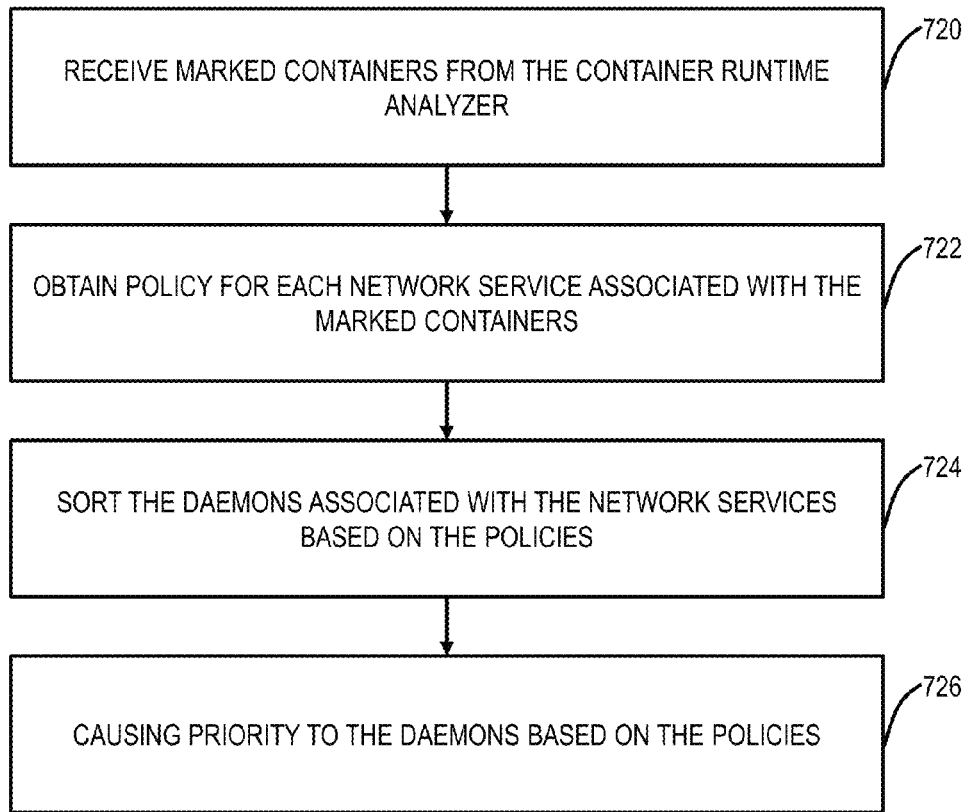 720
RECEIVE MARKED CONTAINERS FROM THE CONTAINER RUNTIME
ANALYZER
722
OBTAIN POLICY FOR EACH NETWORK SERVICE ASSOCIATED WITH THE
MARKED CONTAINERS
724
SORT THE DAEMONS ASSOCIATED WITH THE NETWORK SERVICES
BASED ON THE POLICIES
726
CAUSING PRIORITY TO THE DAEMONS BASED ON THE POLICIES